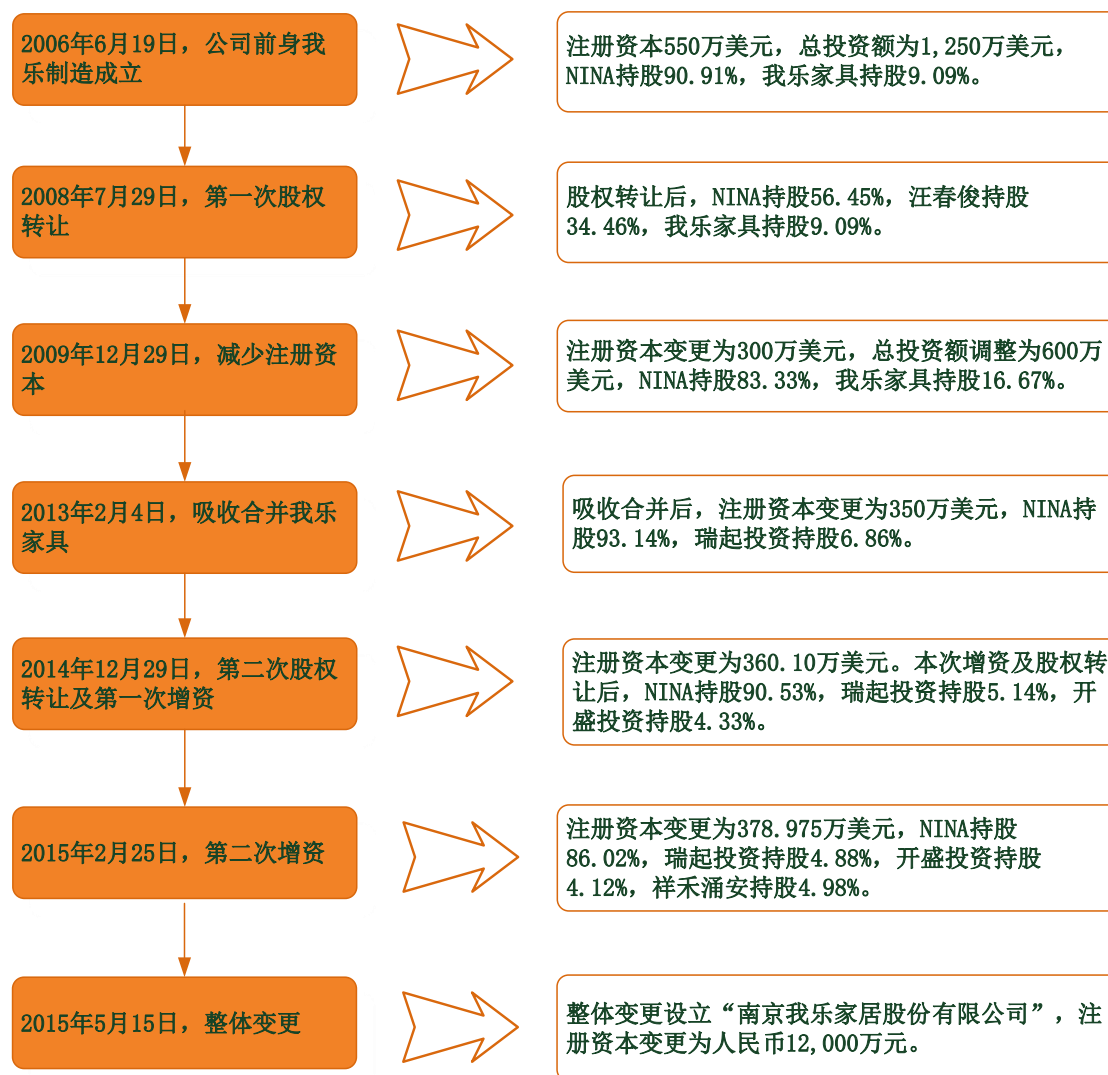 2006年6月19日，公司前身我
乐制造成立
注册资本550万美元，总投资额为1,250万美元，
NINA持股90.91%，我乐家具持股9.09%。
2008年7月29日，第一次股权
转让
股权转让后，NINA持股56.45%，汪春俊持股
34.46%，我乐家具持股9.09%。
2009年12月29日，减少注册资
本
注册资本变更为300万美元，总投资额调整为600万
美元，NINA持股83.33%，我乐家具持股16.67%。
2013年2月4日，吸收合并我乐
家具
吸收合并后，注册资本变更为350万美元，NINA持
股93.14%，瑞起投资持股6.86%。
2014年12月29日，第二次股权
转让及第一次增资
注册资本变更为360.10万美元。本次增资及股权转
让后，NINA持股90.53%，瑞起投资持股5.14%，开
盛投资持股4.33%。
2015年2月25日，第二次增资
注册资本变更为378.975万美元，NINA持股
86.02%，瑞起投资持股4.88%，开盛投资持股
4.12%，祥禾涌安持股4.98%。
2015年5月15日，整体变更
整体变更设立“南京我乐家居股份有限公司”，注
册资本变更为人民币12,000万元。